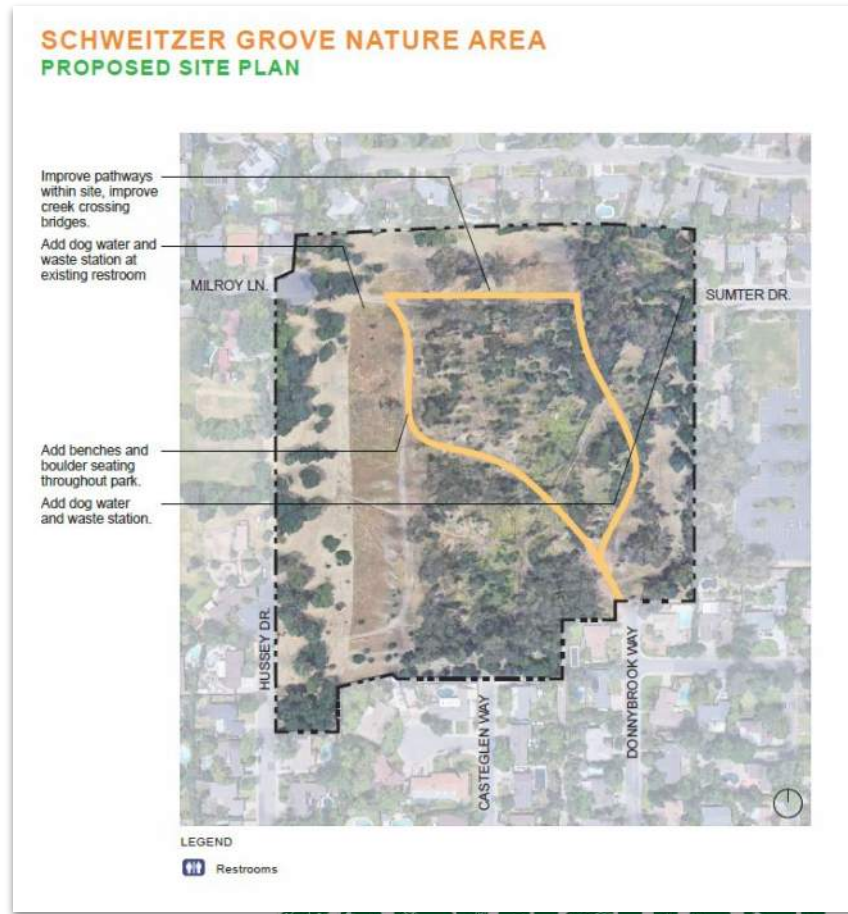 SCHWEITZER GROVE NATURE AREA
PROPOSED SITE PLAN
Improve pathways
within site, improve
creek crossing
bridges.
Add dog water and
waste station at
existing restroom
MILROY LN.
SUMTER DR.
Add benches and
boulder seating
throughout park.
Add dog water
and waste station.
HUSSEY DR.
CASTEGLEN WAY
DONNYBROOK WAY
LEGEND
Restrooms